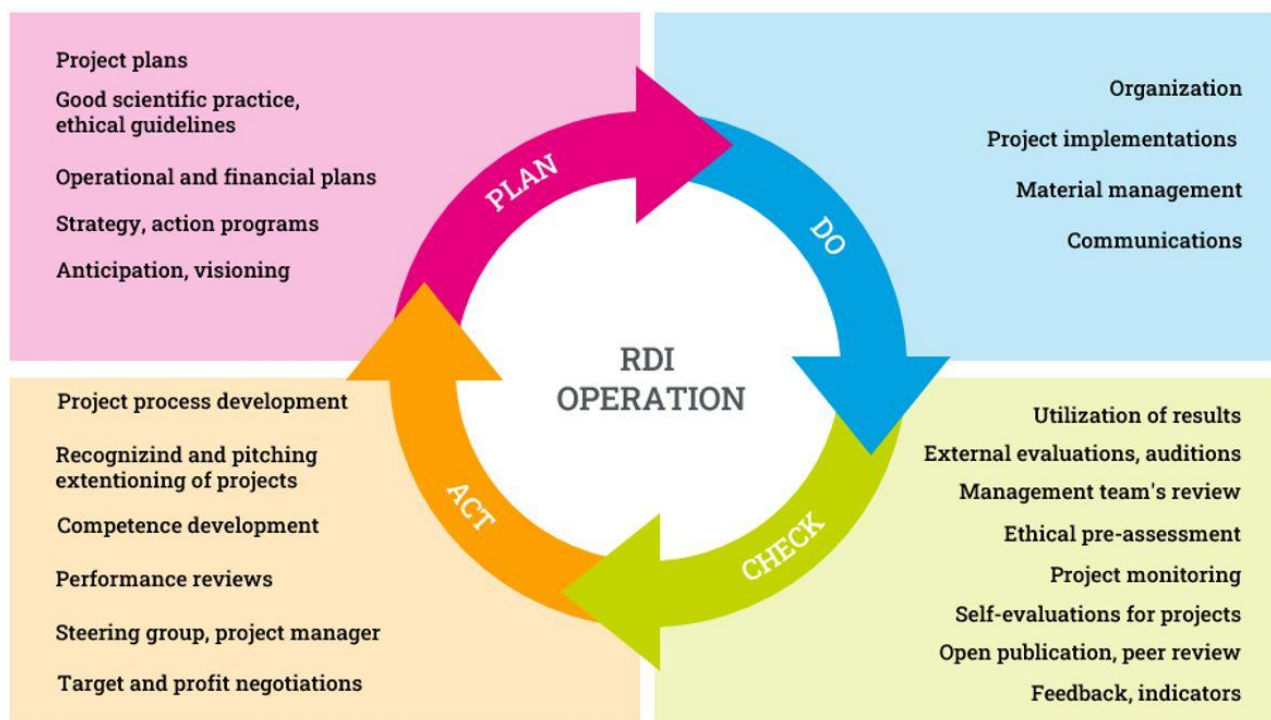 Project plans
Good scientific practice,
ethical guidelines
Operational and financial plans
Strategy, action programs
Anticipation, visioning
PLAN
DO
Organization
Project implementations
Material management
Communications
RDI
OPERATION
Project process development
Recognizind and pitching
extentioning of projects
Competence development
Performance reviews
Steering group, project manager
Target and profit negotiations
ACT
CHECK
Utilization of results
External evaluations, auditions
Management team's review
Ethical pre-assessment
Project monitoring
Self-evaluations for projects
Open publication, peer review
Feedback, indicators